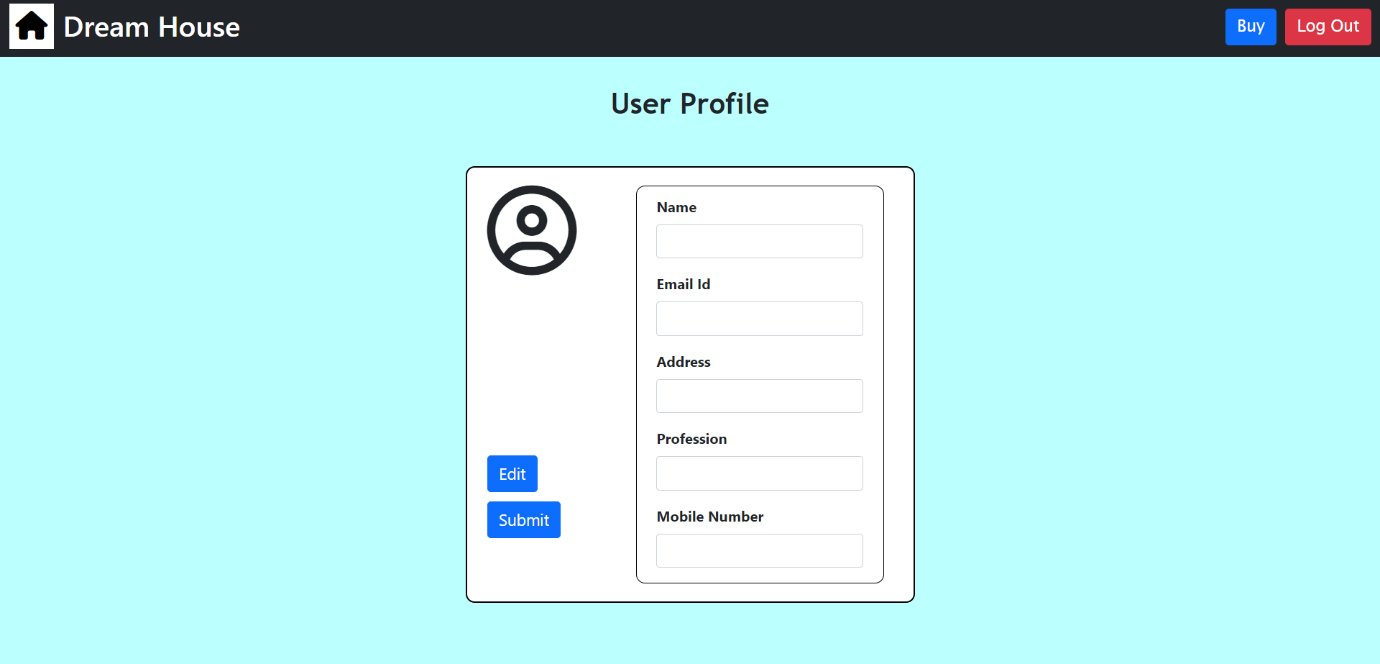 Dream House
Buy
Log Out
User Profile
Name
Email Id
Address
Profession
Mobile Number
Edit
Submit